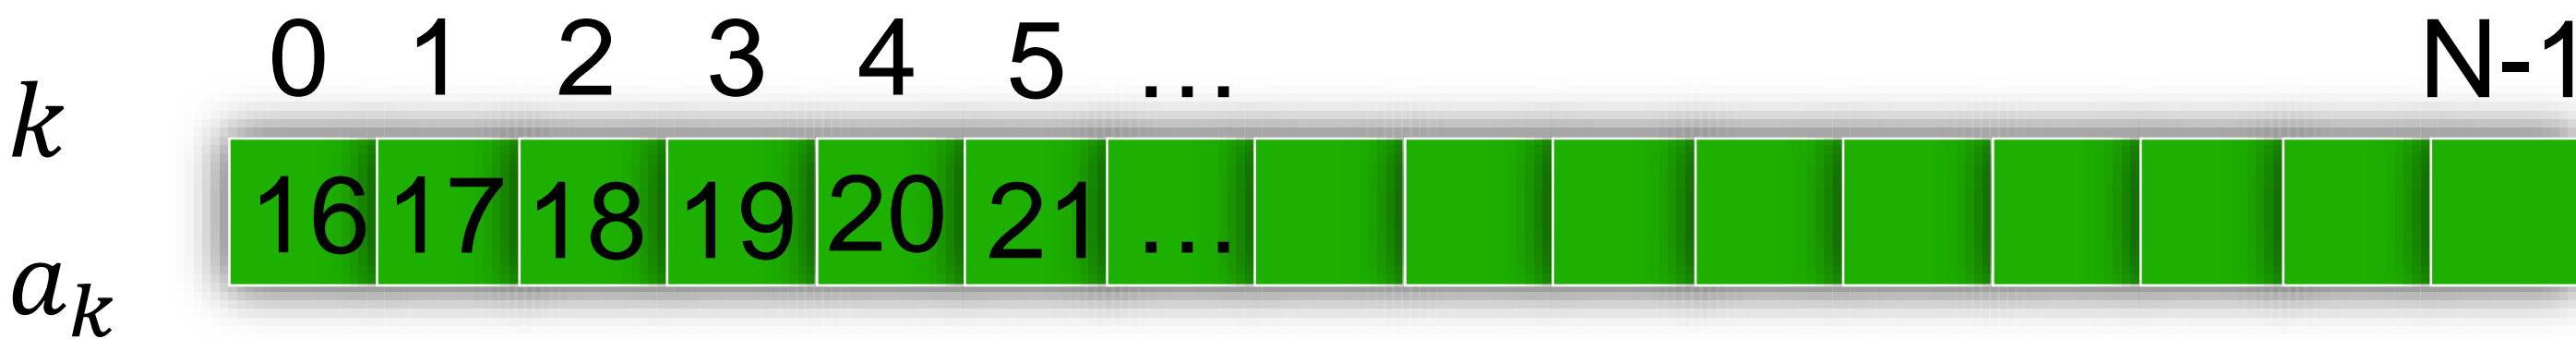 k 0 1 2 3 4 5 ... N-1
a_k 16 17 18 19 20 21 ...